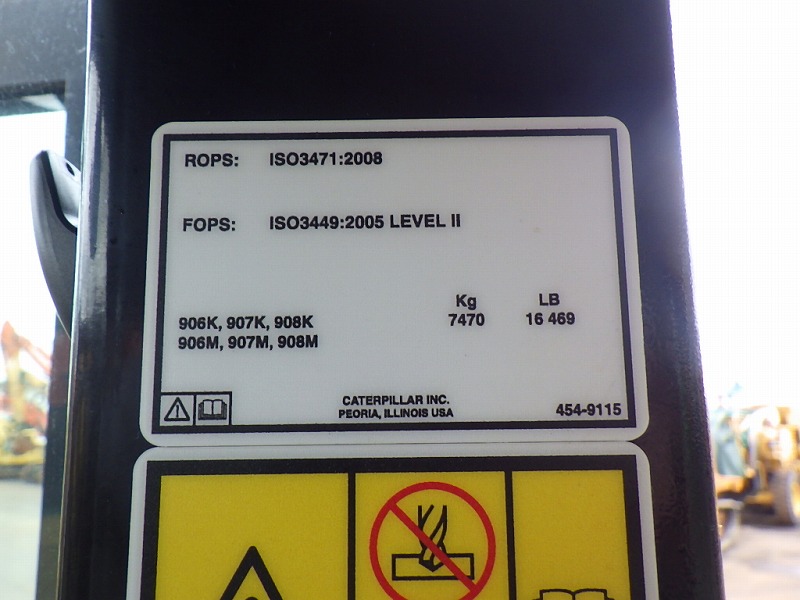 ROPS: ISO3471:2008
FOPS: ISO3449:2005 LEVEL II
Kg LB
906K, 907K, 908K 7470 16 469
906M, 907M, 908M
CATERPILLAR INC.
PEORIA, ILLINOIS USA 454-9115